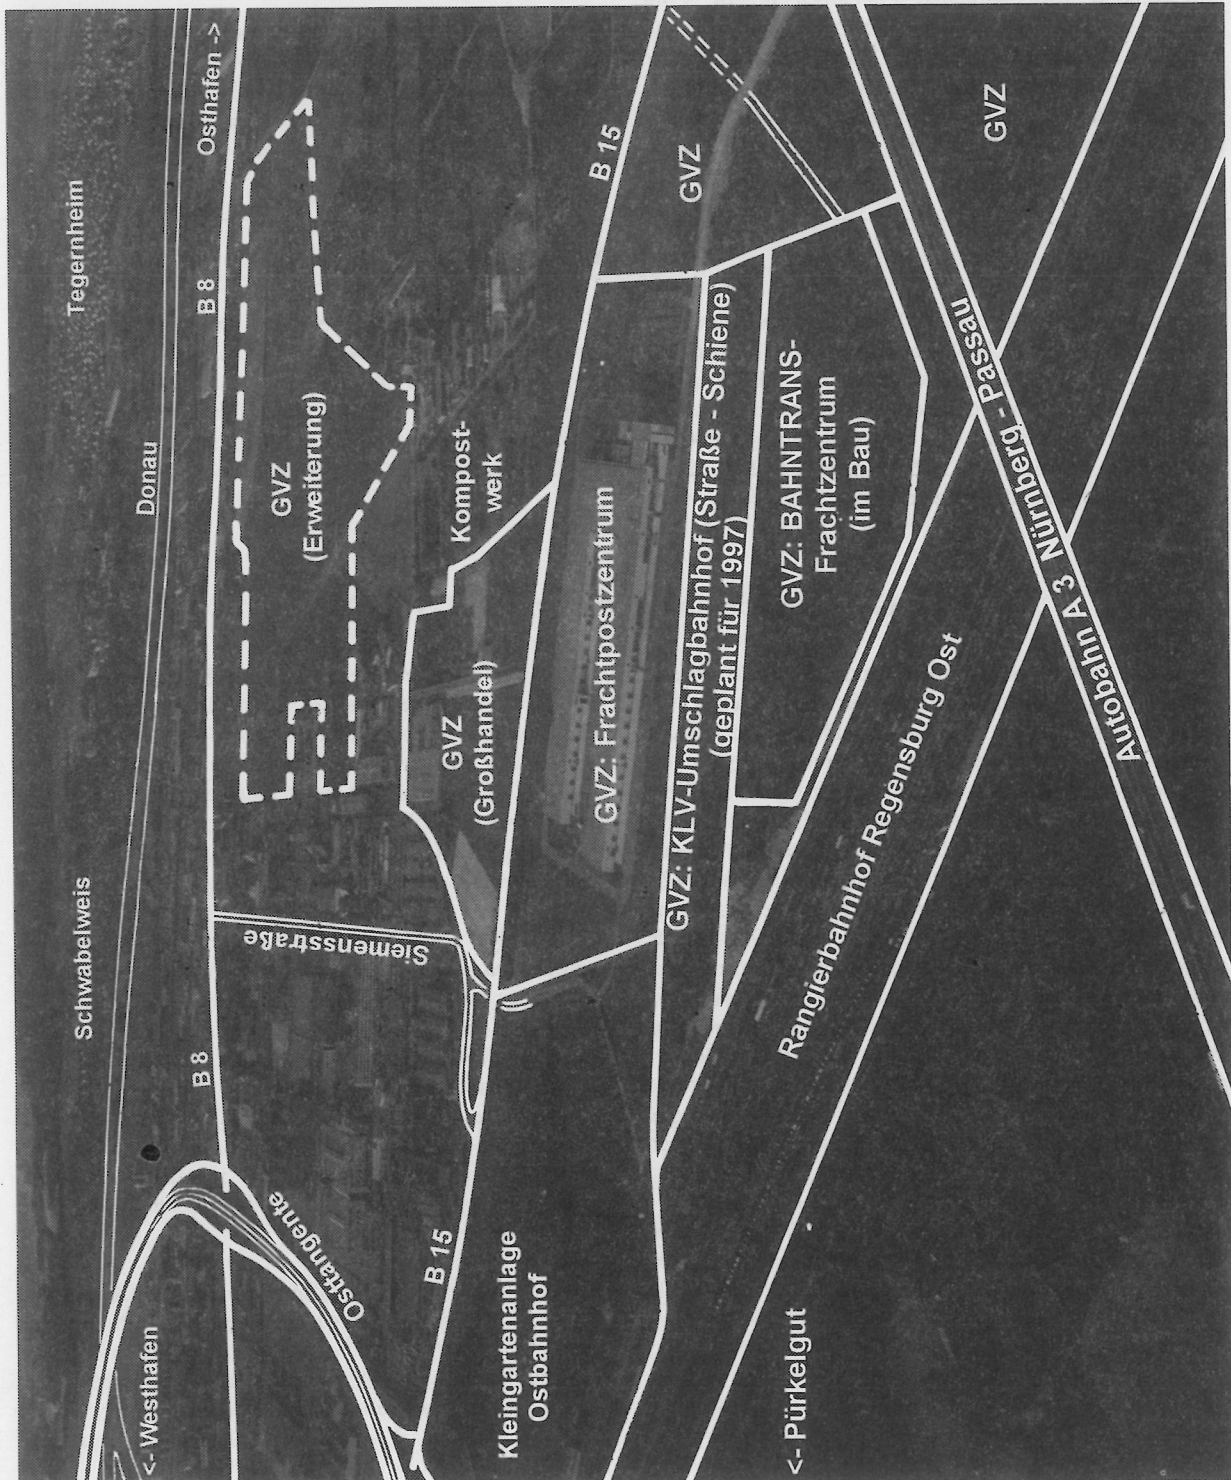 Tegernheim
Schwabelweis
Donau
Osthafen ->
<- Westhafen
B 8
B 8
GVZ
(Erweiterung)
Osttangente
Siemensstraße
Kompost-
werk
GVZ
(Großhandel)
B 15
B 15
Kleingartenanlage
Ostbahnhof
GVZ: Frachtpostzentrum
GVZ
GVZ: KLV-Umschlagbahnhof (Straße - Schiene)
(geplant für 1997)
GVZ: BAHNTRANS-
Frachtzentrum
(im Bau)
<- Pürkelgut
Rangierbahnhof Regensburg Ost
GVZ
Autobahn A 3 Nürnberg - Passau